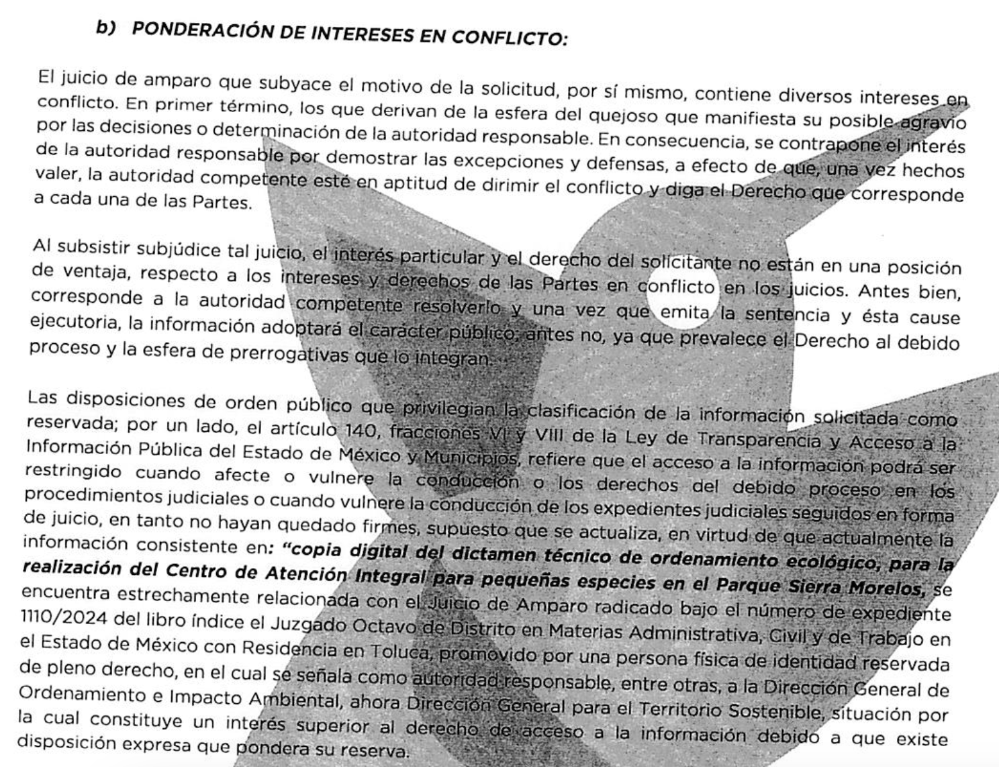 b) PONDERACIÓN DE INTERESES EN CONFLICTO:
El juicio de amparo que subyace el motivo de la solicitud, por sí mismo, contiene diversos intereses en
conflicto. En primer término, los que derivan de la esfera del quejoso que manifiesta su posible agravio
por las decisiones o determinación de la autoridad responsable. En consecuencia, se contrapone el interés
de la autoridad responsable por demostrar las excepciones y defensas, a efecto de que, una vez hechos
valer, la autoridad competente esté en aptitud de dirimir el conflicto y diga el Derecho que corresponde
a cada una de las Partes.
Al subsistir subjúdice tal juicio, el interés particular y el derecho del solicitante no están en una posición
de ventaja, respecto a los intereses y derechos de las Partes en conflicto en los juicios. Antes bien,
corresponde a la autoridad competente resolverlo y una vez que emita la sentencia y ésta cause
ejecutoria, la información adoptará el carácter público; antes no, ya que prevalece el Derecho al debido
proceso y la esfera de prerrogativas que lo integran.
Las disposiciones de orden público que privilegian la clasificación de la información solicitada como
reservada; por un lado, el artículo 140, fracciones VI y VIII de la Ley de Transparencia y Acceso a la
Información Pública del Estado de México y Municipios, refiere que el acceso a la información podrá ser
restringido cuando afecte o vulnere la conducción o los derechos del debido proceso en los
procedimientos judiciales o cuando vulnere la conducción de los expedientes judiciales seguidos en forma
de juicio, en tanto no hayan quedado firmes, supuesto que se actualiza, en virtud de que actualmente la
información consistente en: “copia digital del dictamen técnico de ordenamiento ecológico, para la
realización del Centro de Atención Integral para pequeñas especies en el Parque Sierra Morelos, se
encuentra estrechamente relacionada con el Juicio de Amparo radicado bajo el número de expediente
1110/2024 del libro índice el Juzgado Octavo de Distrito en Materias Administrativa, Civil y de Trabajo en
el Estado de México con Residencia en Toluca, promovido por una persona física de identidad reservada
de pleno derecho, en el cual se señala como autoridad responsable, entre otras, a la Dirección General de
Ordenamiento e Impacto Ambiental, ahora Dirección General para el Territorio Sostenible, situación por
la cual constituye un interés superior al derecho de acceso a la información debido a que existe
disposición expresa que pondera su reserva.